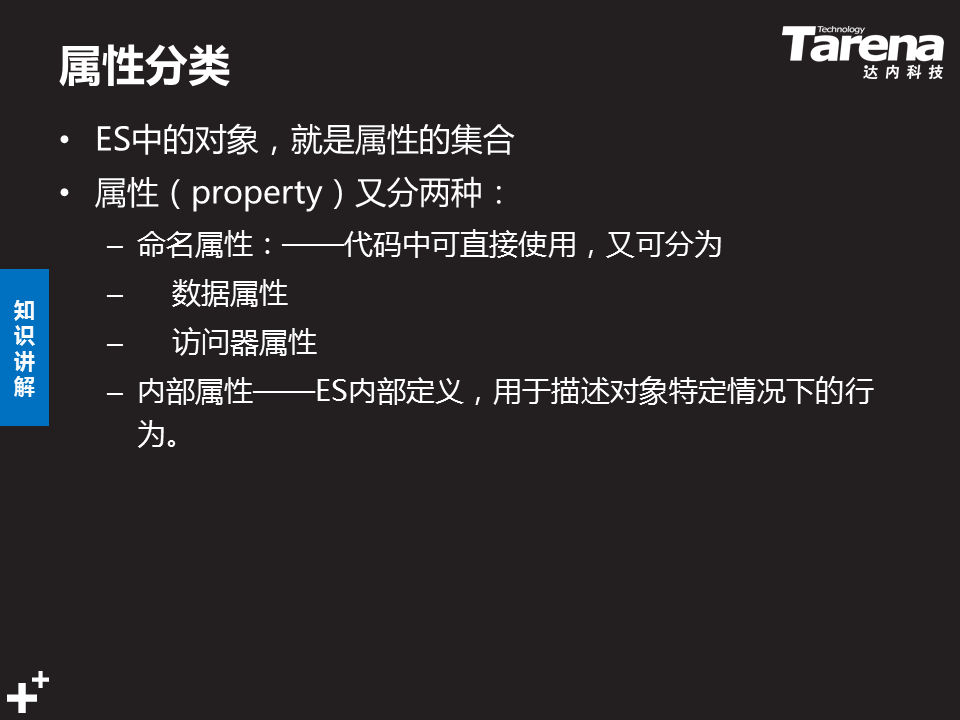 属性分类
Technology
Tarena
达内科技
• ES中的对象，就是属性的集合
• 属性（property）又分两种：
– 命名属性：——代码中可直接使用，又可分为
– 数据属性
– 访问器属性
– 内部属性——ES内部定义，用于描述对象特定情况下的行
为。
知识讲解